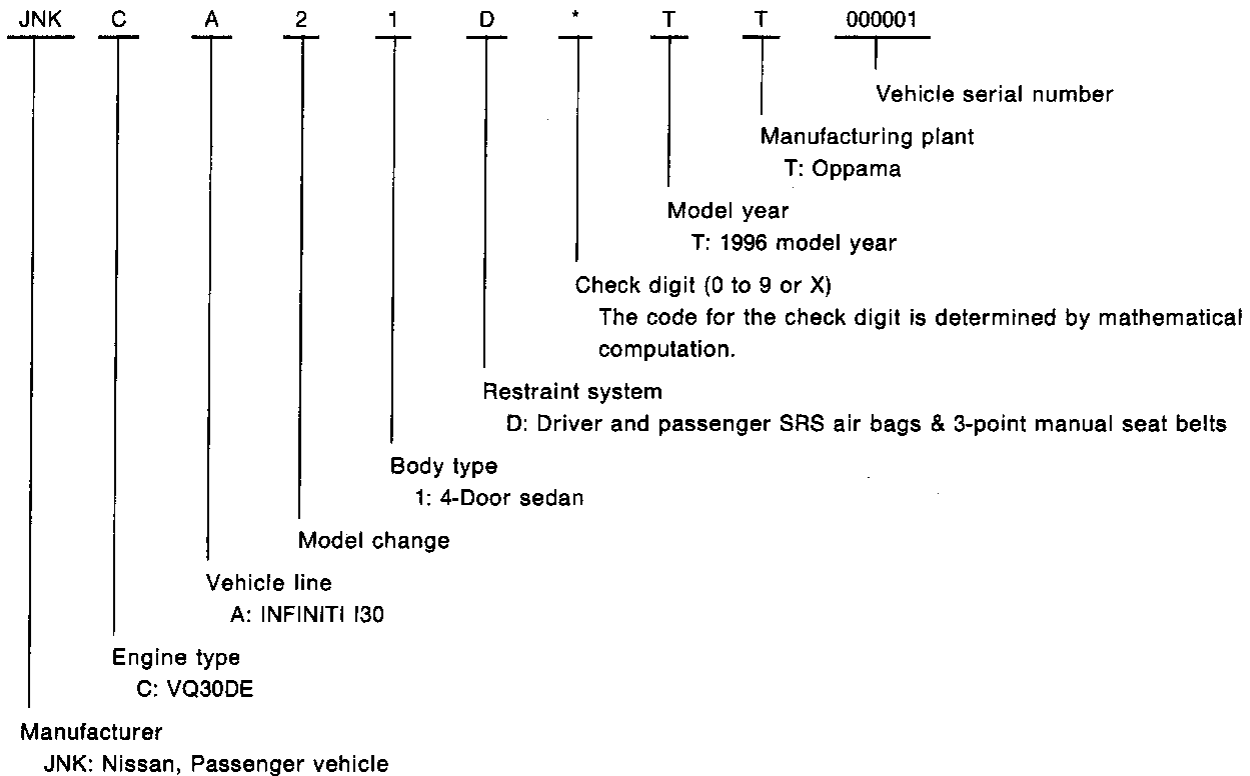 JNK C A 2 1 D * T T 000001
Vehicle serial number
Manufacturing plant
T: Oppama
Model year
T: 1996 model year
Check digit (0 to 9 or X)
The code for the check digit is determined by mathematical
computation.
Restraint system
D: Driver and passenger SRS air bags & 3-point manual seat belts
Body type
1: 4-Door sedan
Model change
Vehicle line
A: INFINITI I30
Engine type
C: VQ30DE
Manufacturer
JNK: Nissan, Passenger vehicle